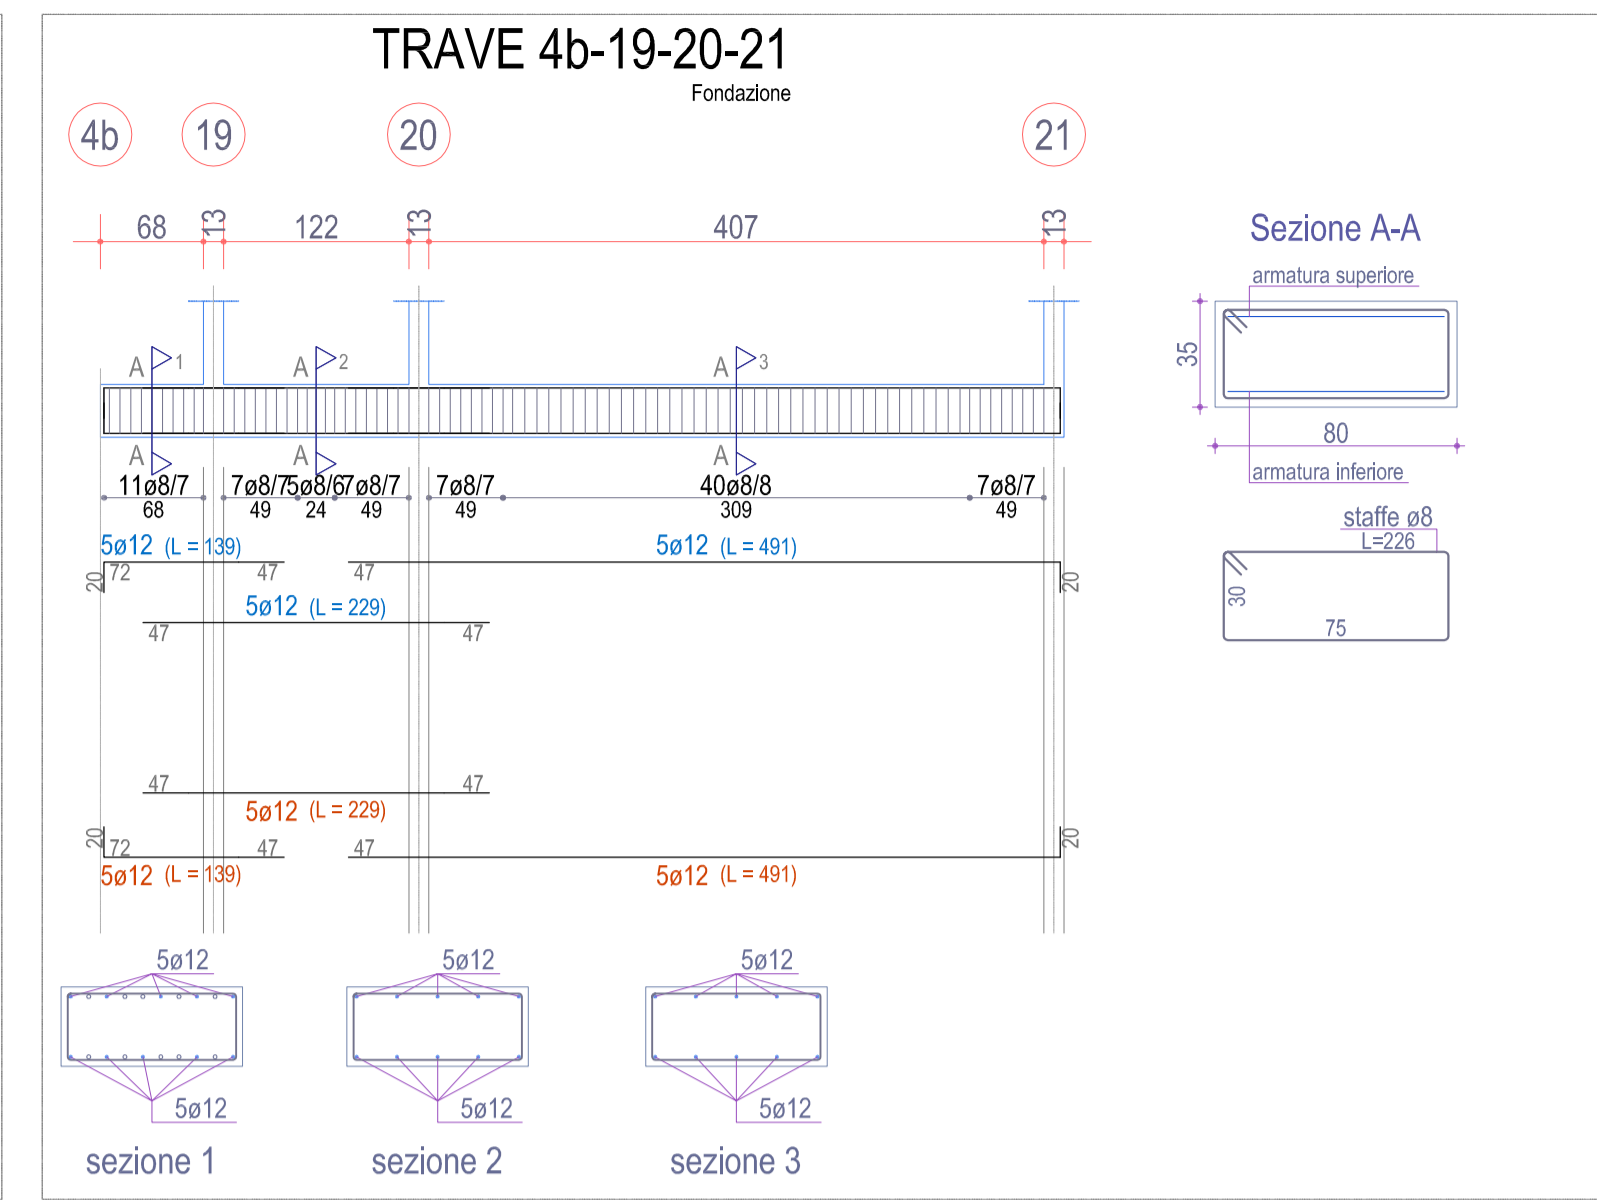 TRAVE 4b-19-20-21
Fondazione
4b 19 20 21
68 13 122 13 407 13
Sezione A-A
armatura superiore
35
80
armatura inferiore
A 1 A 2 A 3
A A A
11ø8/7 7ø8/7 5ø8/6 7ø8/7 7ø8/7 40ø8/8 7ø8/7
68 49 24 49 49 309 49
staffe ø8
L=226
30
75
5ø12 (L = 139) 5ø12 (L = 491)
20 72 47 47 20
5ø12 (L = 229)
47 47
47 47
5ø12 (L = 229)
20 72 47 47 20
5ø12 (L = 139) 5ø12 (L = 491)
5ø12 5ø12 5ø12
5ø12 5ø12 5ø12
sezione 1 sezione 2 sezione 3